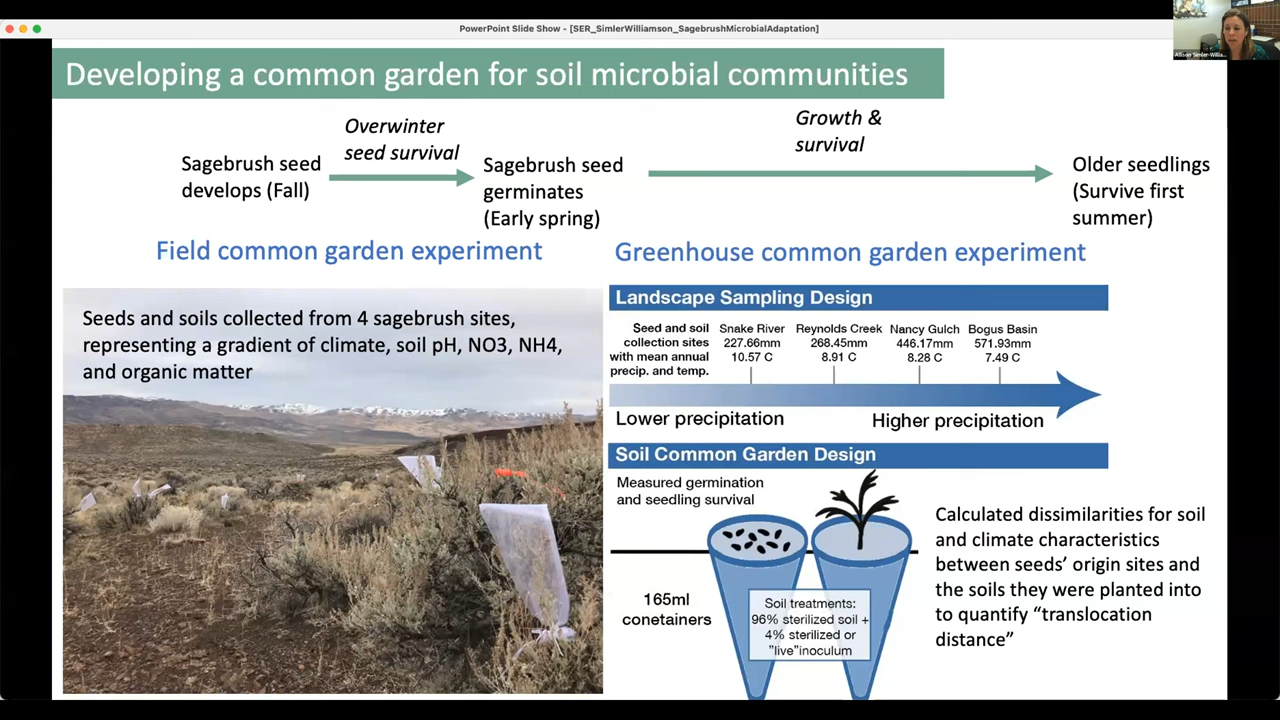 PowerPoint Slide Show - [SER_SimlerWilliamson_SagebrushMicrobialAdaptation]
Developing a common garden for soil microbial communities
Overwinter
seed survival
Growth &
survival
Sagebrush seed
develops (Fall)
Sagebrush seed
germinates
(Early spring)
Older seedlings
(Survive first
summer)
Field common garden experiment
Seeds and soils collected from 4 sagebrush sites,
representing a gradient of climate, soil pH, NO3, NH4,
and organic matter
Greenhouse common garden experiment
Landscape Sampling Design
Seed and soil
collection sites
with mean annual
precip. and temp.
Snake River
227.66mm
10.57 C
Reynolds Creek
268.45mm
8.91 C
Nancy Gulch
446.17mm
8.28 C
Bogus Basin
571.93mm
7.49 C
Lower precipitation
Higher precipitation
Soil Common Garden Design
Measured germination
and seedling survival
165ml
conetainers
Soil treatments:
96% sterilized soil +
4% sterilized or
"live"inoculum
Calculated dissimilarities for soil
and climate characteristics
between seeds’ origin sites and
the soils they were planted into
to quantify “translocation
distance”
Allison Simler-Willia...